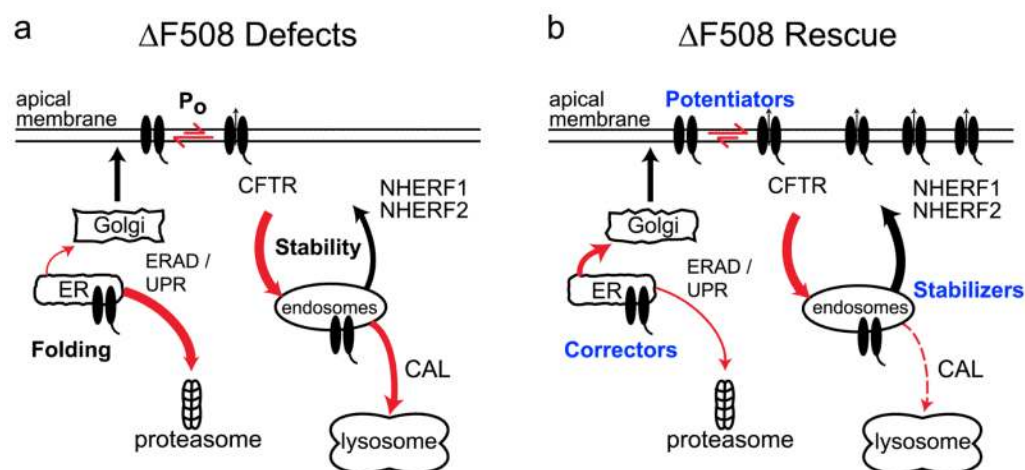 a
ΔF508 Defects
apical
membrane
Po
CFTR
NHERF1
NHERF2
Golgi
Stability
ERAD /
UPR
ER
endosomes
Folding
CAL
proteasome
lysosome
b
ΔF508 Rescue
apical
membrane
Potentiators
CFTR
NHERF1
NHERF2
Golgi
ERAD /
UPR
ER
endosomes
Stabilizers
Correctors
CAL
proteasome
lysosome